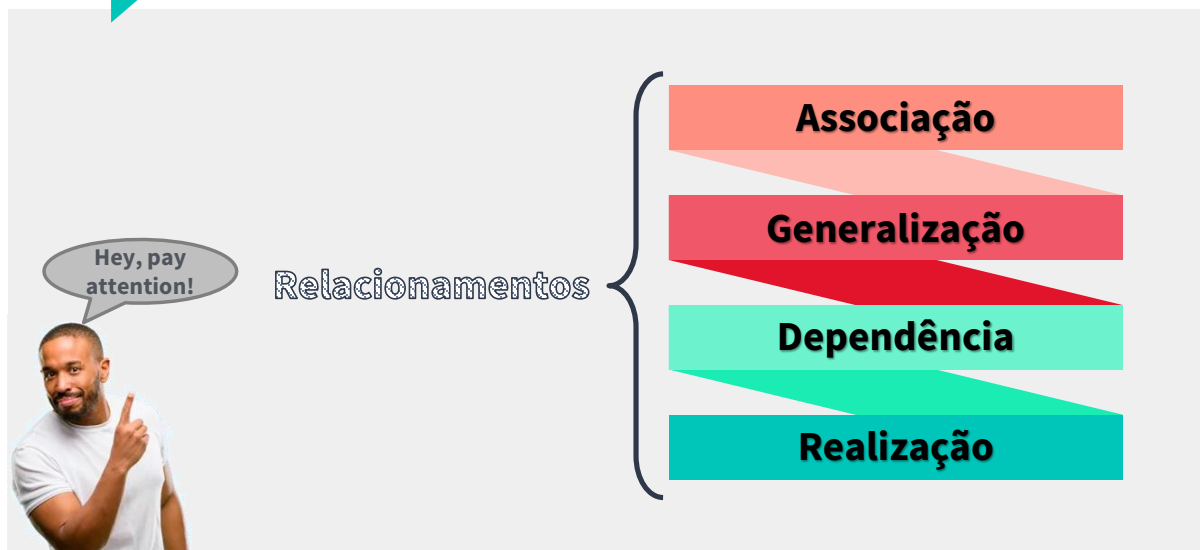 Hey, pay
attention!
Relacionamentos
Associação
Generalização
Dependência
Realização